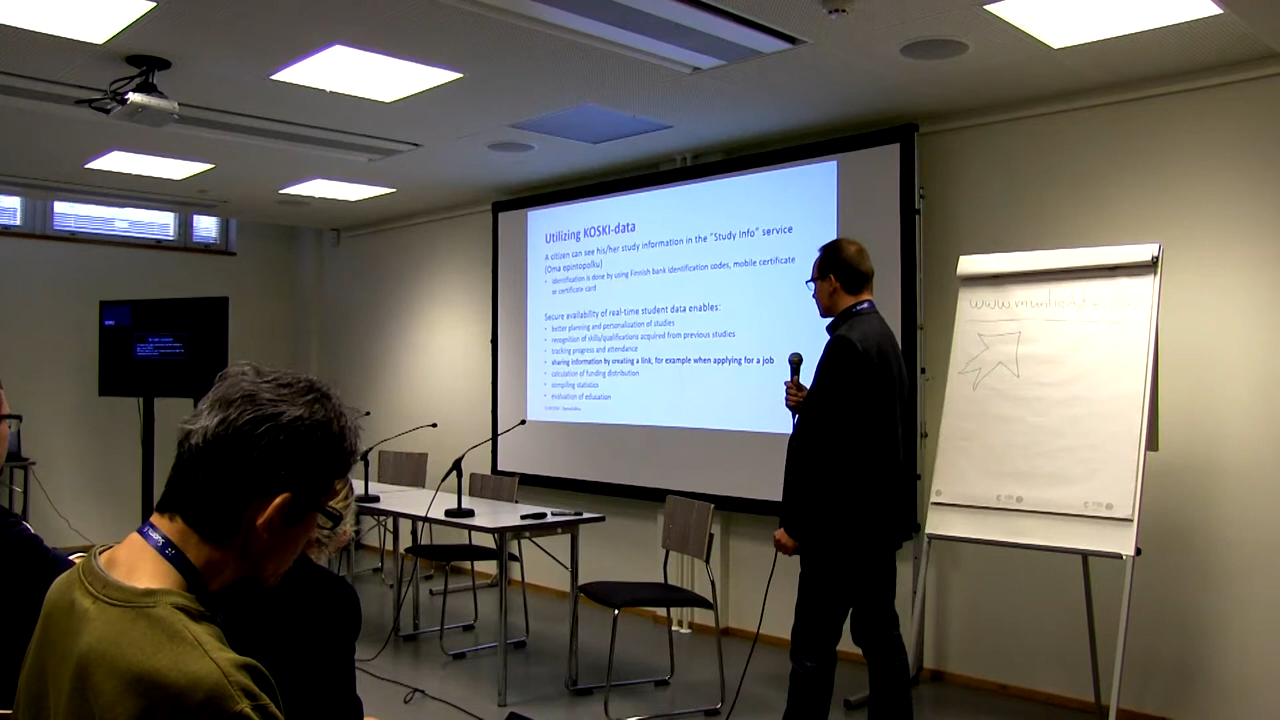 Utilizing KOSKI-data
A citizen can see his/her study information in the "Study Info" service
(Oma opintopolku)
• identification is done by using Finnish bank identification codes, mobile certificate
or certificate card
Secure availability of real-time student data enables:
• better planning and personalization of studies
• recognition of skills/qualifications acquired from previous studies
• tracking progress and attendance
• sharing information by creating a link, for example when applying for a job
• calculation of funding distribution
• compiling statistics
• evaluation of education